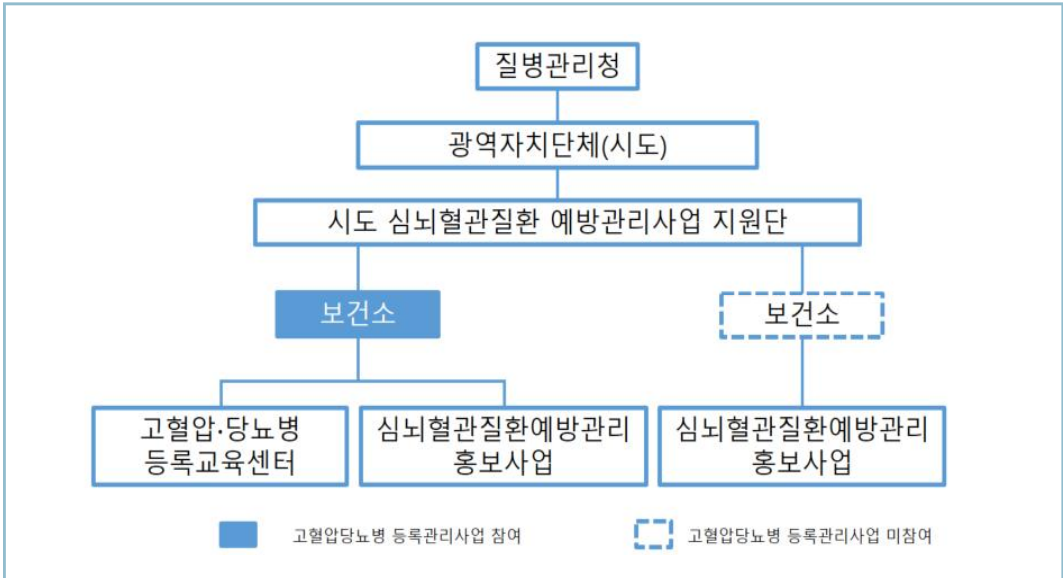 질병관리청
광역자치단체(시도)
시도 심뇌혈관질환 예방관리사업 지원단
보건소
보건소
고혈압·당뇨병
등록교육센터
심뇌혈관질환예방관리
홍보사업
심뇌혈관질환예방관리
홍보사업
고혈압당뇨병 등록관리사업 참여
고혈압당뇨병 등록관리사업 미참여